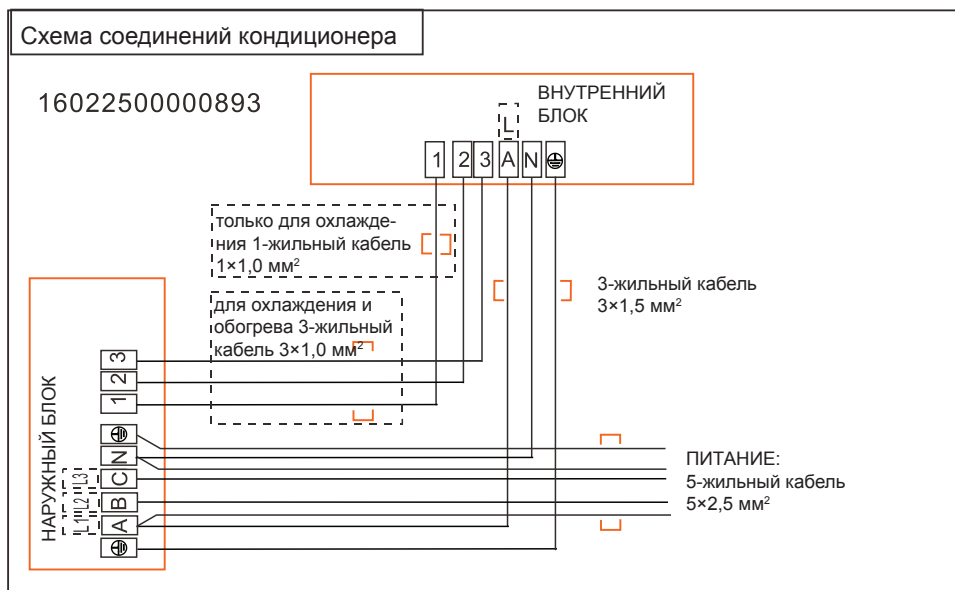 Схема соединений кондиционера
16022500000893
ВНУТРЕННИЙ
БЛОК
L
1 2 3 A N
только для охлажде-
ния 1-жильный кабель
1×1,0 мм²
3-жильный кабель
3×1,5 мм²
для охлаждения и
обогрева 3-жильный
кабель 3×1,0 мм²
НАРУЖНЫЙ БЛОК
3
2
1
N
L3 C
L2 B
L1 A
ПИТАНИЕ:
5-жильный кабель
5×2,5 мм²